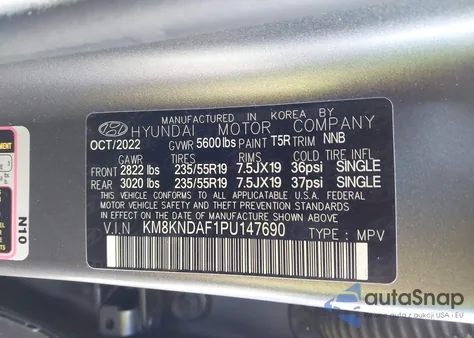 MANUFACTURED IN KOREA BY
HYUNDAI MOTOR COMPANY
OCT/2022 GVWR 5600 lbs PAINT T5R TRIM NNB
GAWR TIRES RIMS COLD TIRE INFL.
FRONT 2822 lbs 235/55R19 7.5JX19 36psi SINGLE
REAR 3020 lbs 235/55R19 7.5JX19 37psi SINGLE
THIS VEHICLE CONFORMS TO ALL APPLICABLE U.S.A. FEDERAL
MOTOR VEHICLE SAFETY STANDARDS IN EFFECT
ON THE DATE OF MANUFACTURE SHOWN ABOVE.
V.I.N KM8KNDAF1PU147690 TYPE : MPV
N10
autoSnap